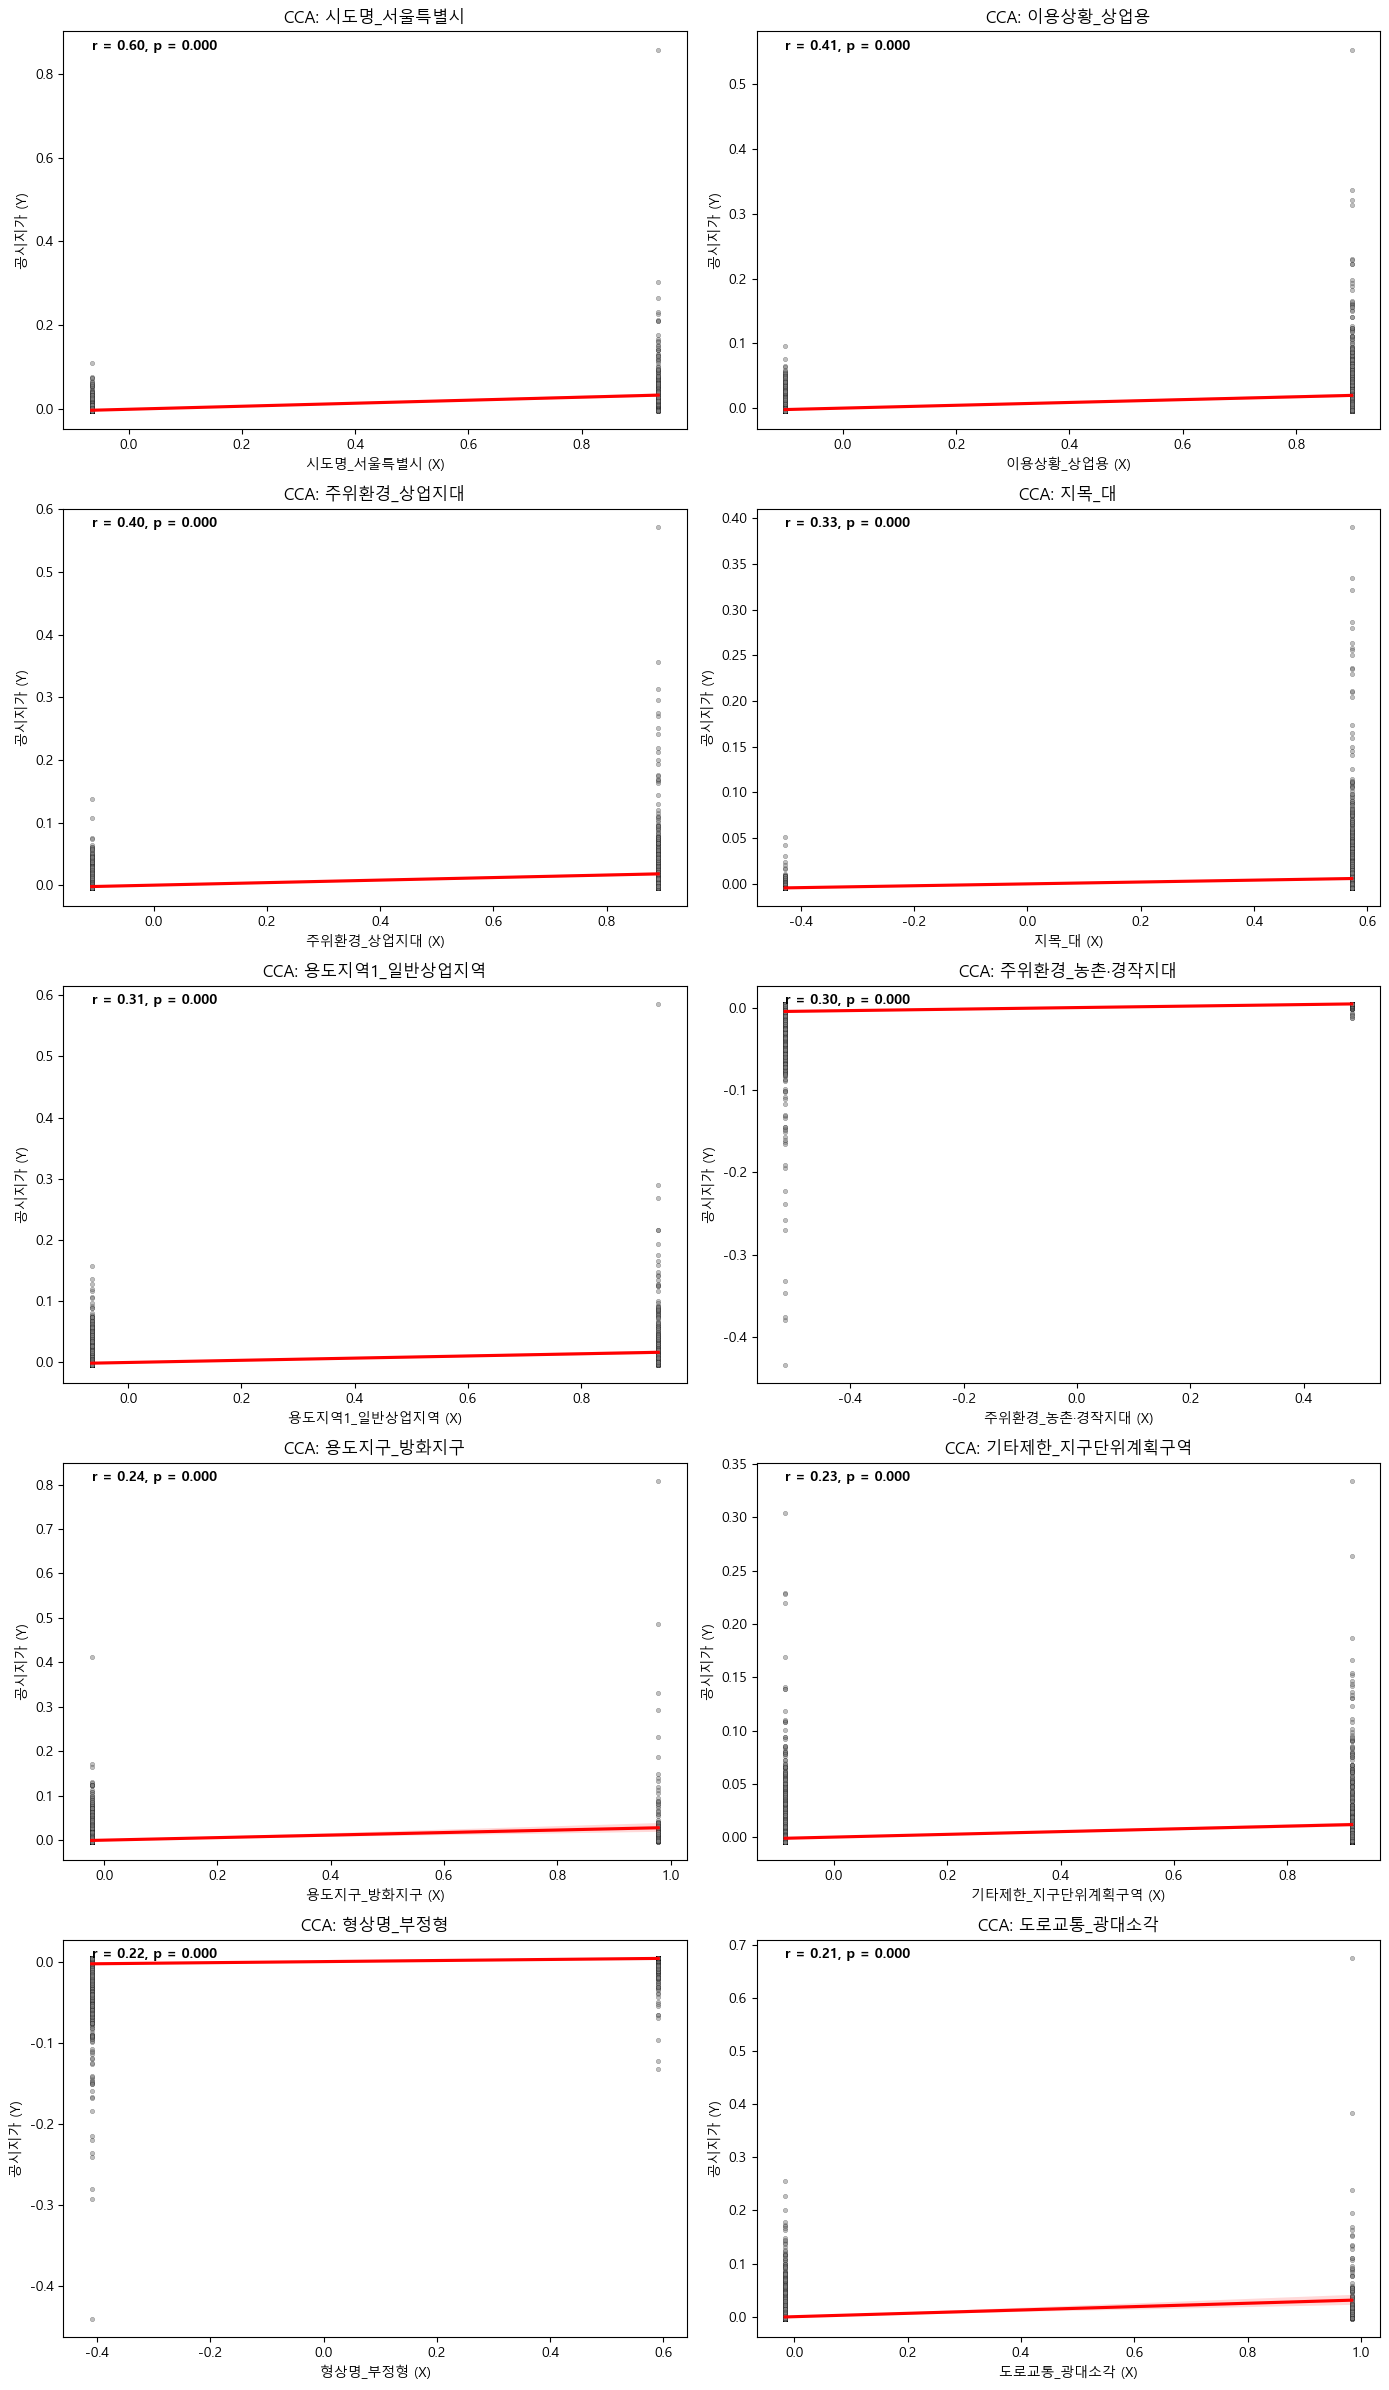 CCA: 시도명_서울특별시
r = 0.60, p = 0.000
0.8
0.6
0.4
0.2
0.0
공시지가 (Y)
0.0 0.2 0.4 0.6 0.8
시도명_서울특별시 (X)
CCA: 이용상황_상업용
r = 0.41, p = 0.000
0.5
0.4
0.3
0.2
0.1
0.0
공시지가 (Y)
0.0 0.2 0.4 0.6 0.8
이용상황_상업용 (X)
CCA: 주위환경_상업지대
r = 0.40, p = 0.000
0.6
0.5
0.4
0.3
0.2
0.1
0.0
공시지가 (Y)
0.0 0.2 0.4 0.6 0.8
주위환경_상업지대 (X)
CCA: 지목_대
r = 0.33, p = 0.000
0.40
0.35
0.30
0.25
0.20
0.15
0.10
0.05
0.00
공시지가 (Y)
-0.4 -0.2 0.0 0.2 0.4 0.6
지목_대 (X)
CCA: 용도지역1_일반상업지역
r = 0.31, p = 0.000
0.6
0.5
0.4
0.3
0.2
0.1
0.0
공시지가 (Y)
0.0 0.2 0.4 0.6 0.8
용도지역1_일반상업지역 (X)
CCA: 주위환경_농촌·경작지대
r = 0.30, p = 0.000
0.0
-0.1
-0.2
-0.3
-0.4
공시지가 (Y)
-0.4 -0.2 0.0 0.2 0.4
주위환경_농촌·경작지대 (X)
CCA: 용도지구_방화지구
r = 0.24, p = 0.000
0.8
0.7
0.6
0.5
0.4
0.3
0.2
0.1
0.0
공시지가 (Y)
0.0 0.2 0.4 0.6 0.8 1.0
용도지구_방화지구 (X)
CCA: 기타제한_지구단위계획구역
r = 0.23, p = 0.000
0.35
0.30
0.25
0.20
0.15
0.10
0.05
0.00
공시지가 (Y)
0.0 0.2 0.4 0.6 0.8
기타제한_지구단위계획구역 (X)
CCA: 형상명_부정형
r = 0.22, p = 0.000
0.0
-0.1
-0.2
-0.3
-0.4
공시지가 (Y)
-0.4 -0.2 0.0 0.2 0.4 0.6
형상명_부정형 (X)
CCA: 도로교통_광대소각
r = 0.21, p = 0.000
0.7
0.6
0.5
0.4
0.3
0.2
0.1
0.0
공시지가 (Y)
0.0 0.2 0.4 0.6 0.8 1.0
도로교통_광대소각 (X)